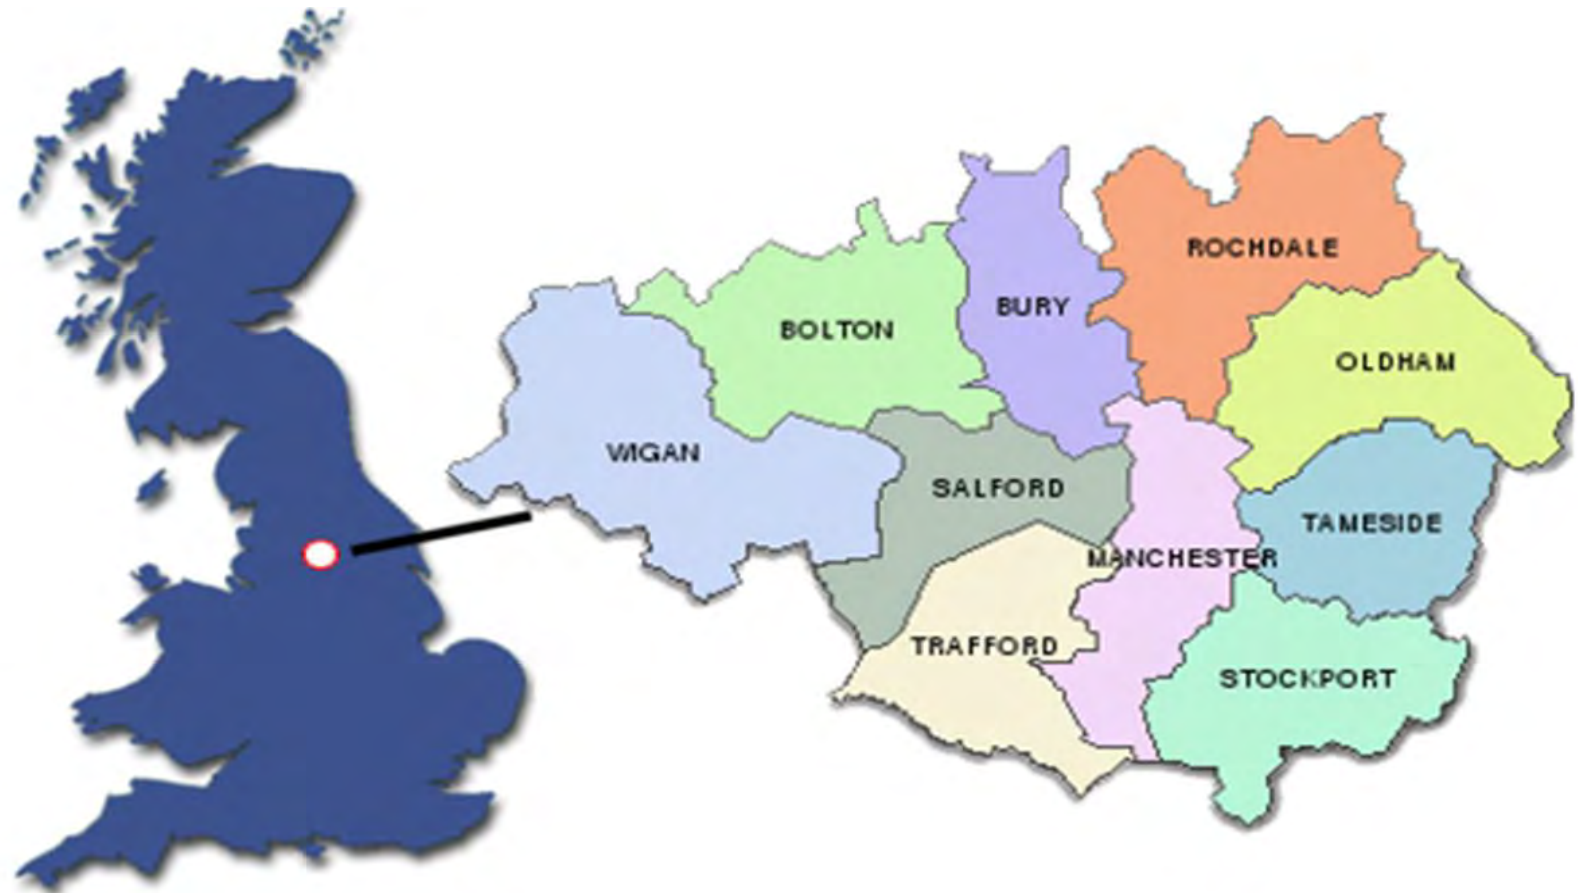 ROCHDALE
BURY
BOLTON
OLDHAM
WIGAN
SALFORD
TAMESIDE
MANCHESTER
TRAFFORD
STOCKPORT